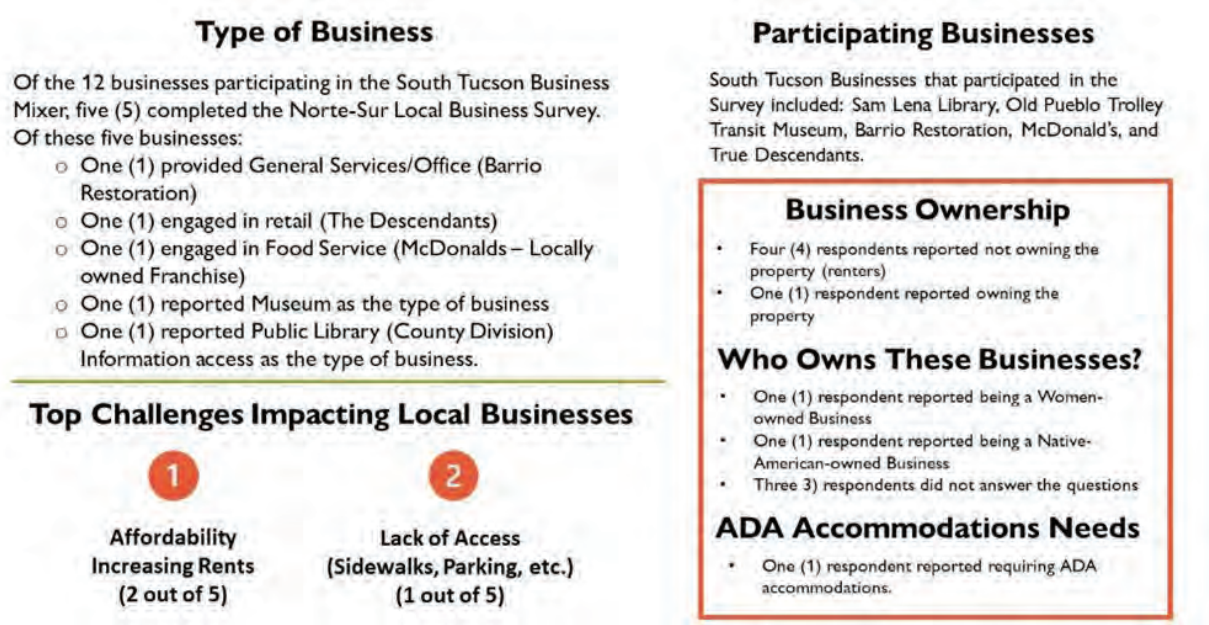 Type of Business
Of the 12 businesses participating in the South Tucson Business
Mixer, five (5) completed the Norte-Sur Local Business Survey.
Of these five businesses:
o One (1) provided General Services/Office (Barrio
Restoration)
o One (1) engaged in retail (The Descendants)
o One (1) engaged in Food Service (McDonalds – Locally
owned Franchise)
o One (1) reported Museum as the type of business
o One (1) reported Public Library (County Division)
Information access as the type of business.
Top Challenges Impacting Local Businesses
1
Affordability
Increasing Rents
(2 out of 5)
2
Lack of Access
(Sidewalks, Parking, etc.)
(1 out of 5)
Participating Businesses
South Tucson Businesses that participated in the
Survey included: Sam Lena Library, Old Pueblo Trolley
Transit Museum, Barrio Restoration, McDonald's, and
True Descendants.
Business Ownership
• Four (4) respondents reported not owning the
property (renters)
• One (1) respondent reported owning the
property
Who Owns These Businesses?
• One (1) respondent reported being a Women-
owned Business
• One (1) respondent reported being a Native-
American-owned Business
• Three 3) respondents did not answer the questions
ADA Accommodations Needs
• One (1) respondent reported requiring ADA
accommodations.